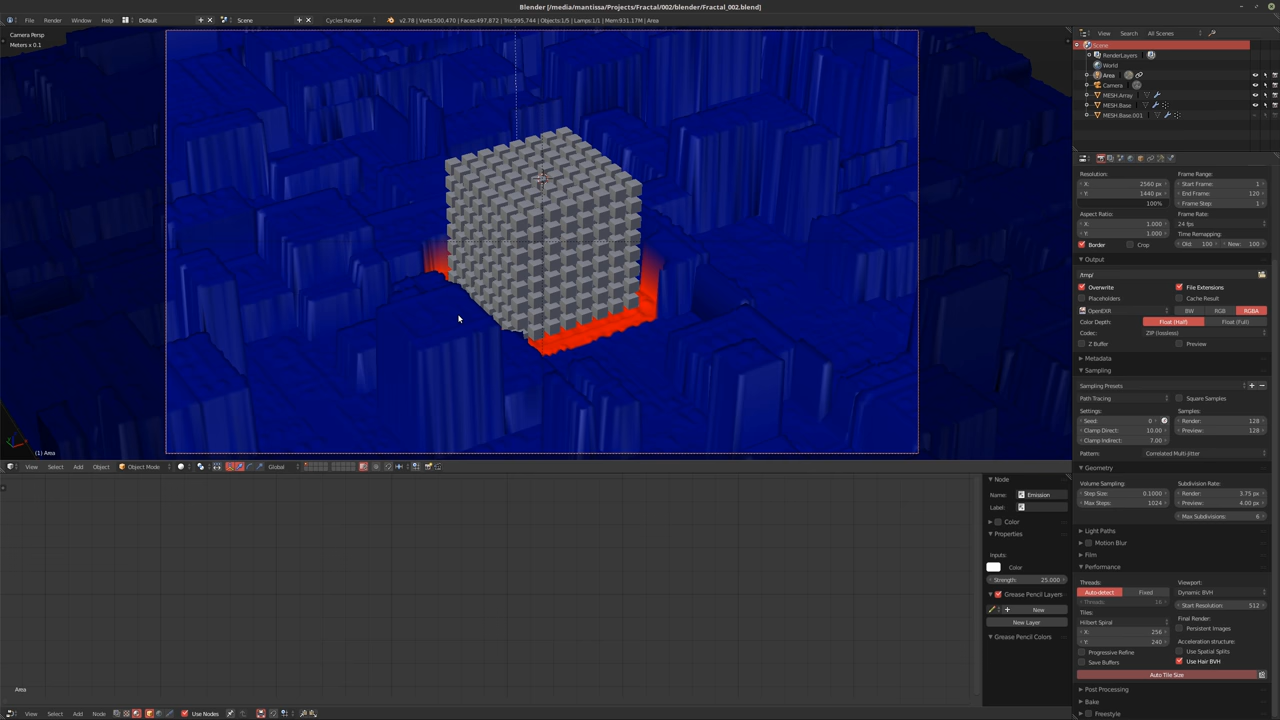 Blender [/media/mantissa/Projects/Fractal/002/blender/Fractal_002.blend]
File Render Window Help Default Scene Cycles Render v2.78 | Verts:500,470 | Faces:497,872 | Tris:995,744 | Objects:1/5 | Lamps:1/1 | Mem:931.17M | Area
Camera Persp
Meters x 0.1
(1) Area
View Select Add Object Object Mode Global
View Search All Scenes
Scene
RenderLayers
World
Area
Camera
MESH.Array
MESH.Base
MESH.Base.001
Resolution: Frame Range:
X: 2560 px Start Frame: 1
Y: 1440 px End Frame: 120
100% Frame Step: 1
Aspect Ratio: Frame Rate:
X: 1.000 24 fps
Y: 1.000 Time Remapping:
Border Crop Old: 100 New: 100
Output
/tmp/
Overwrite File Extensions
Placeholders Cache Result
OpenEXR BW RGB RGBA
Color Depth: Float (Half) Float (Full)
Codec: ZIP (lossless)
Z Buffer Preview
Metadata
Sampling
Sampling Presets
Path Tracing Square Samples
Settings: Samples:
Seed: 0 Render: 128
Clamp Direct: 10.00 Preview: 128
Clamp Indirect: 7.00
Pattern: Correlated Multi-Jitter
Geometry
Volume Sampling: Subdivision Rate:
Step Size: 0.1000 Render: 3.75 px
Max Steps: 1024 Preview: 4.00 px
Max Subdivisions: 6
Light Paths
Motion Blur
Film
Performance
Threads: Viewport:
Auto-detect Fixed Dynamic BVH
Threads: 16 Start Resolution: 512
Tiles: Final Render:
Hilbert Spiral Persistent Images
X: 256 Acceleration structure:
Y: 240 Use Spatial Splits
Progressive Refine Use Hair BVH
Save Buffers
Auto Tile Size
Post Processing
Bake
Freestyle
Node
Name: Emission
Label:
Color
Properties
Inputs:
Color
Strength: 25.000
Grease Pencil Layers
New
New Layer
Grease Pencil Colors
Area
View Select Add Node Use Nodes